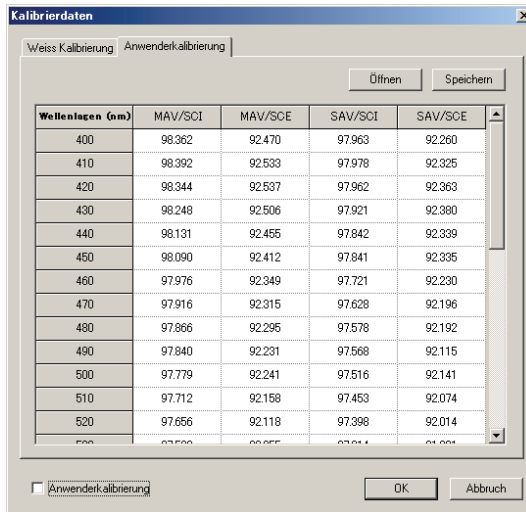 Kalibrierdaten
Weiss Kalibrierung Anwenderkalibrierung
Öffnen Speichern
Wellenlagen (nm) MAV/SCI MAV/SCE SAV/SCI SAV/SCE
400 98.362 92.470 97.963 92.260
410 98.392 92.533 97.978 92.325
420 98.344 92.537 97.962 92.363
430 98.248 92.506 97.921 92.380
440 98.131 92.455 97.842 92.339
450 98.090 92.412 97.841 92.335
460 97.976 92.349 97.721 92.230
470 97.916 92.315 97.628 92.196
480 97.866 92.295 97.578 92.192
490 97.840 92.231 97.568 92.115
500 97.779 92.241 97.516 92.141
510 97.712 92.158 97.453 92.074
520 97.656 92.118 97.398 92.014
Anwenderkalibrierung
OK Abbruch